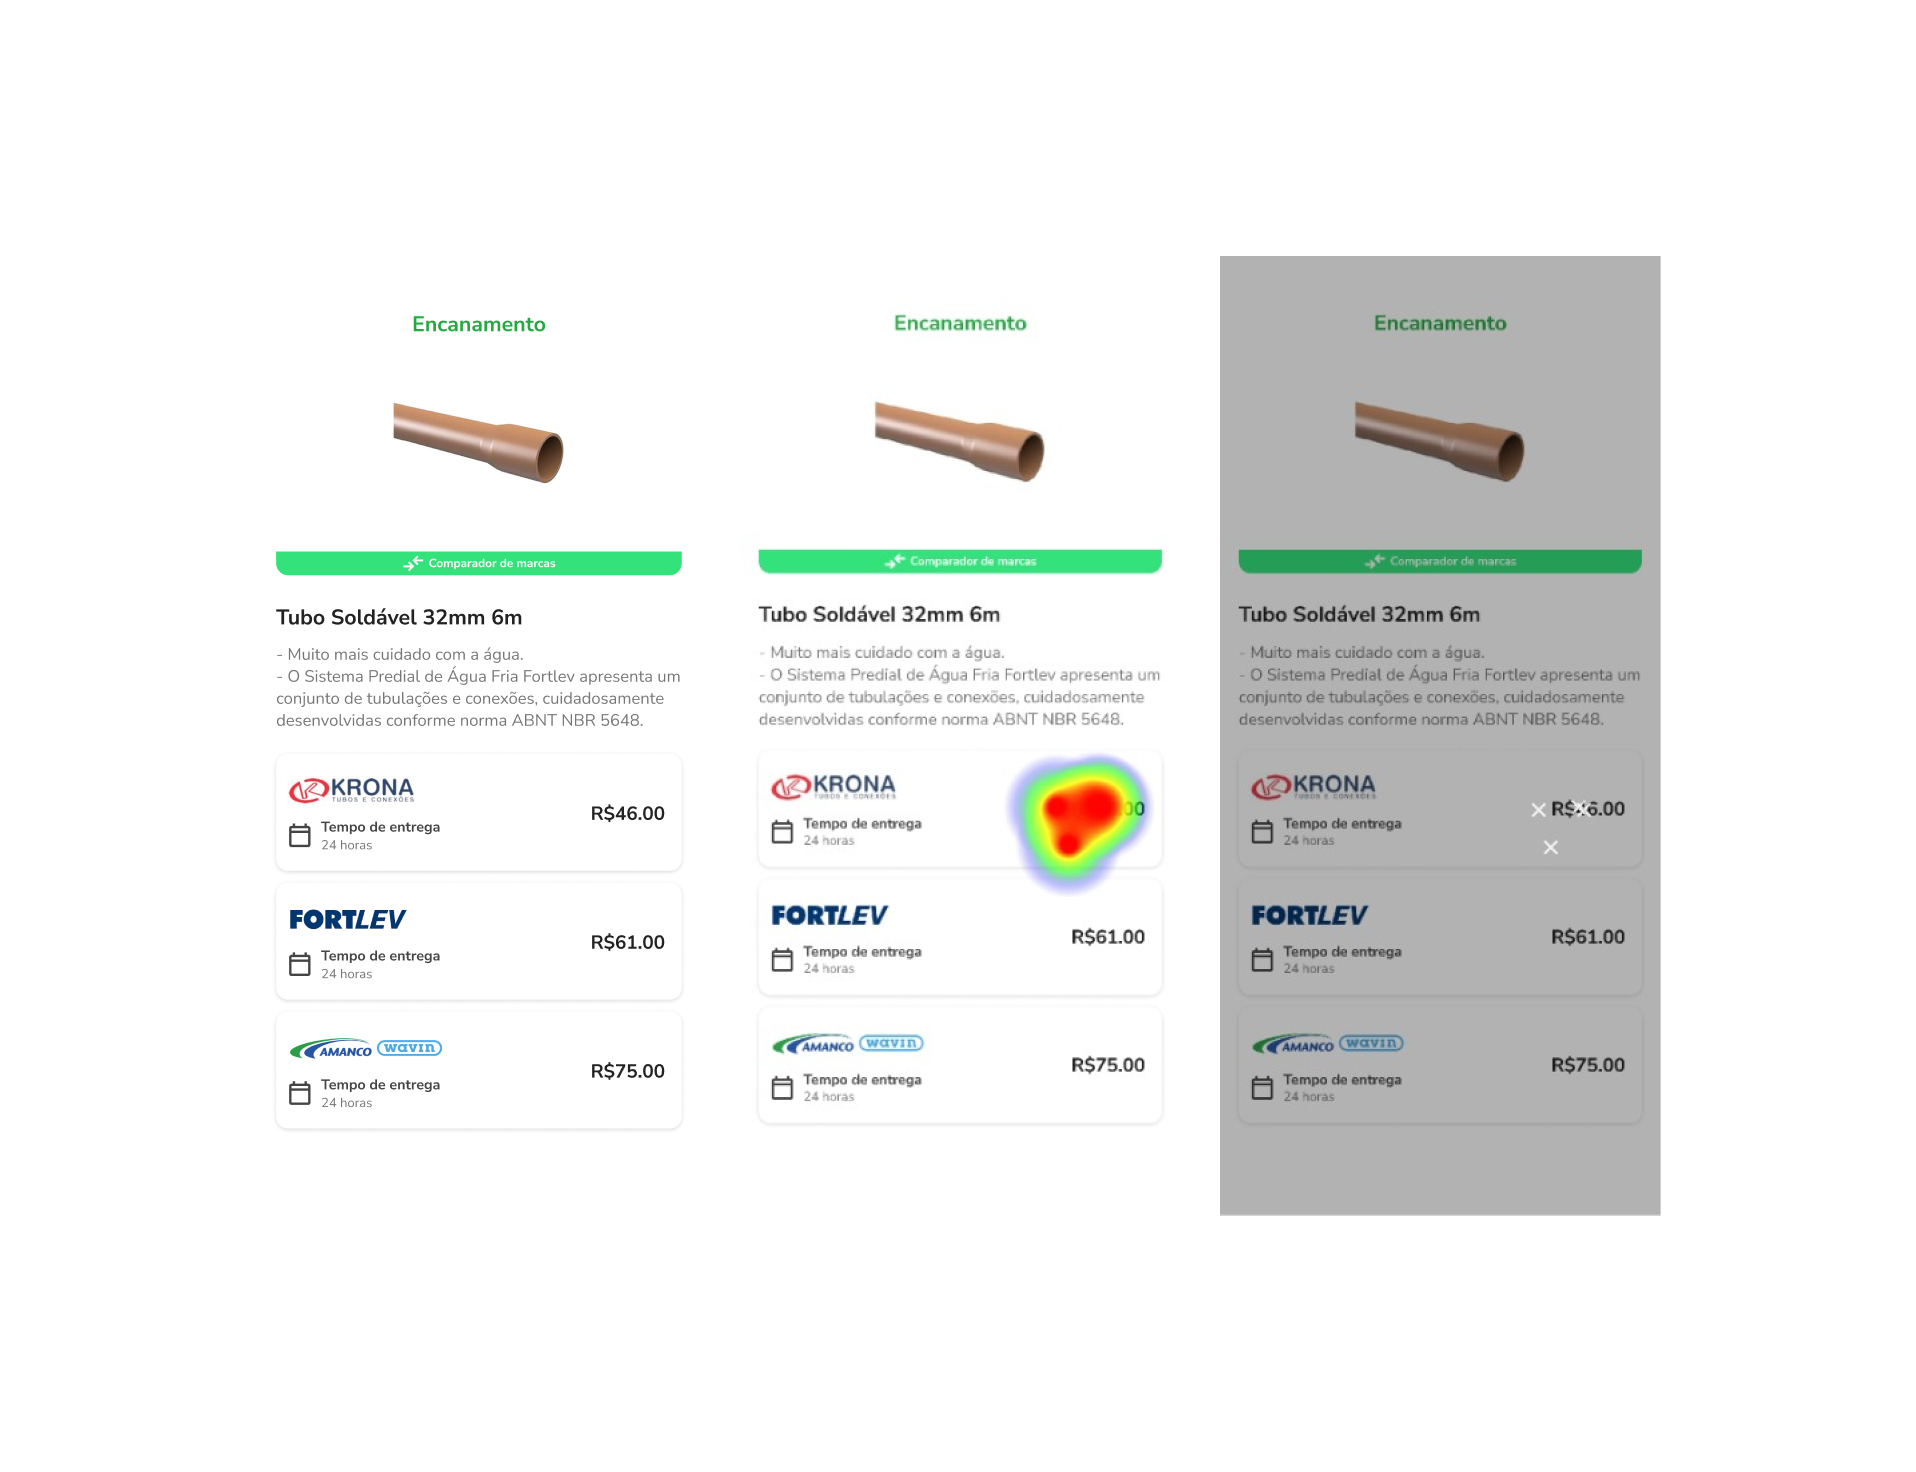 Encanamento
Comparador de marcas
Tubo Soldável 32mm 6m
- Muito mais cuidado com a água.
- O Sistema Predial de Água Fria Fortlev apresenta um
conjunto de tubulações e conexões, cuidadosamente
desenvolvidas conforme norma ABNT NBR 5648.
KRONA
TUBOS E CONEXÕES
R$46.00
Tempo de entrega
24 horas
FORTLEV
R$61.00
Tempo de entrega
24 horas
AMANCO wavin
R$75.00
Tempo de entrega
24 horas
Encanamento
Comparador de marcas
Tubo Soldável 32mm 6m
- Muito mais cuidado com a água.
- O Sistema Predial de Água Fria Fortlev apresenta um
conjunto de tubulações e conexões, cuidadosamente
desenvolvidas conforme norma ABNT NBR 5648.
KRONA
TUBOS E CONEXÕES
00
Tempo de entrega
24 horas
FORTLEV
R$61.00
Tempo de entrega
24 horas
AMANCO wavin
R$75.00
Tempo de entrega
24 horas
Encanamento
Comparador de marcas
Tubo Soldável 32mm 6m
- Muito mais cuidado com a água.
- O Sistema Predial de Água Fria Fortlev apresenta um
conjunto de tubulações e conexões, cuidadosamente
desenvolvidas conforme norma ABNT NBR 5648.
KRONA
TUBOS E CONEXÕES
R$46.00
Tempo de entrega
24 horas
FORTLEV
R$61.00
Tempo de entrega
24 horas
AMANCO wavin
R$75.00
Tempo de entrega
24 horas